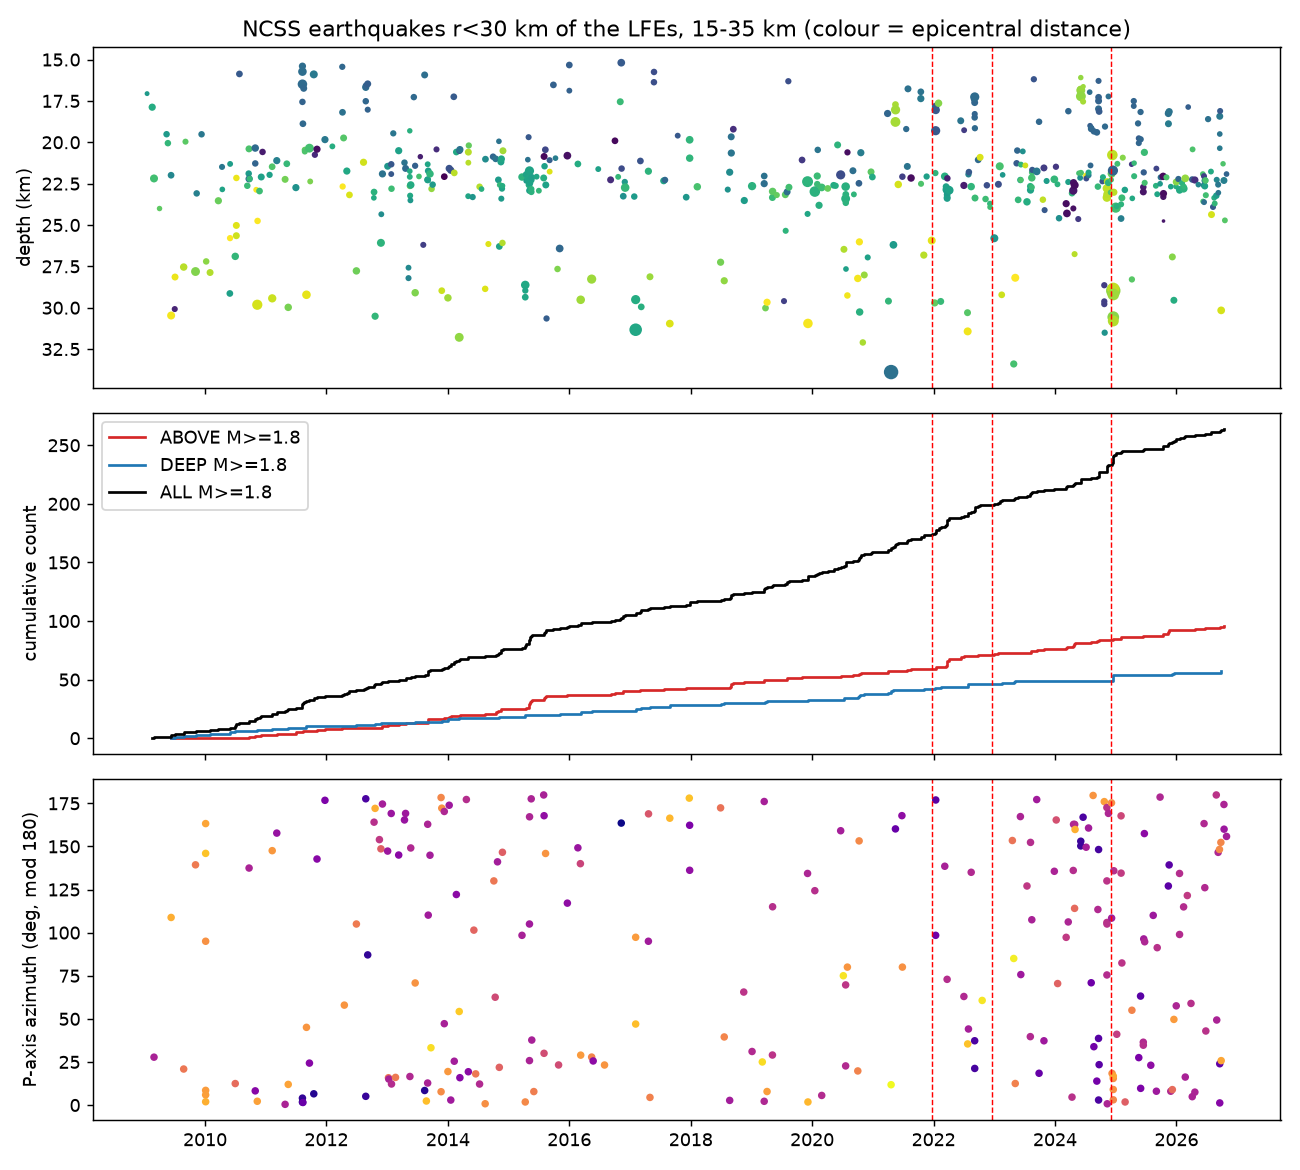 NCSS earthquakes r<30 km of the LFEs, 15-35 km (colour = epicentral distance)
15.0
17.5
20.0
22.5
25.0
27.5
30.0
32.5
depth (km)
ABOVE M>=1.8
DEEP M>=1.8
ALL M>=1.8
250
200
150
100
50
0
cumulative count
175
150
125
100
75
50
25
0
P-axis azimuth (deg, mod 180)
2010 2012 2014 2016 2018 2020 2022 2024 2026